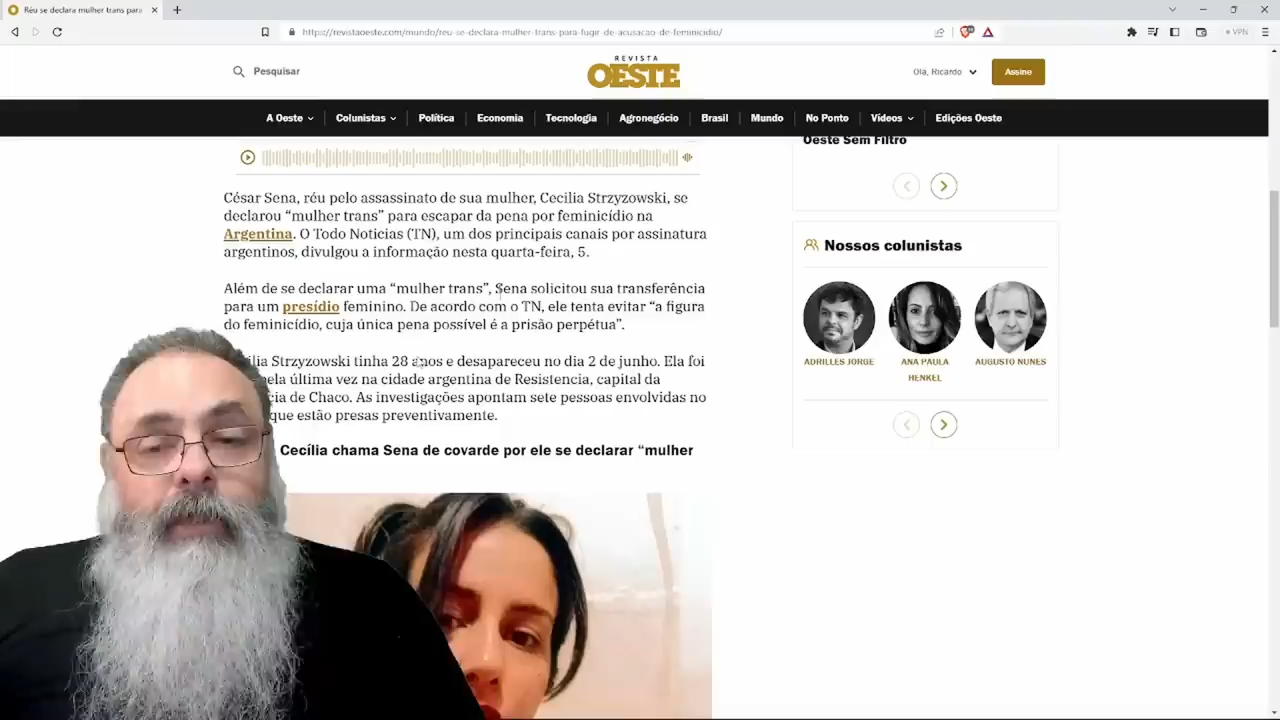 Réu se declara mulher trans para
https://revistaoeste.com/mundo/reu-se-declara-mulher-trans-para-fugir-de-acusacao-de-feminicidio/
VPN
Pesquisar
REVISTA
OESTE
Olá, Ricardo
Assine
A Oeste
Colunistas
Política
Economia
Tecnologia
Agronegócio
Brasil
Mundo
No Ponto
Vídeos
Edições Oeste
César Sena, réu pelo assassinato de sua mulher, Cecilia Strzyzowski, se
declarou “mulher trans” para escapar da pena por feminicídio na
Argentina. O Todo Noticias (TN), um dos principais canais por assinatura
argentinos, divulgou a informação nesta quarta-feira, 5.
Além de se declarar uma “mulher trans”, Sena solicitou sua transferência
para um presídio feminino. De acordo com o TN, ele tenta evitar “a figura
do feminicídio, cuja única pena possível é a prisão perpétua”.
Strzyzowski tinha 28 anos e desapareceu no dia 2 de junho. Ela foi
pela última vez na cidade argentina de Resistencia, capital da
de Chaco. As investigações apontam sete pessoas envolvidas no
que estão presas preventivamente.
Cecília chama Sena de covarde por ele se declarar “mulher
Oeste Sem Filtro
Nossos colunistas
ADRILLES JORGE
ANA PAULA
HENKEL
AUGUSTO NUNES